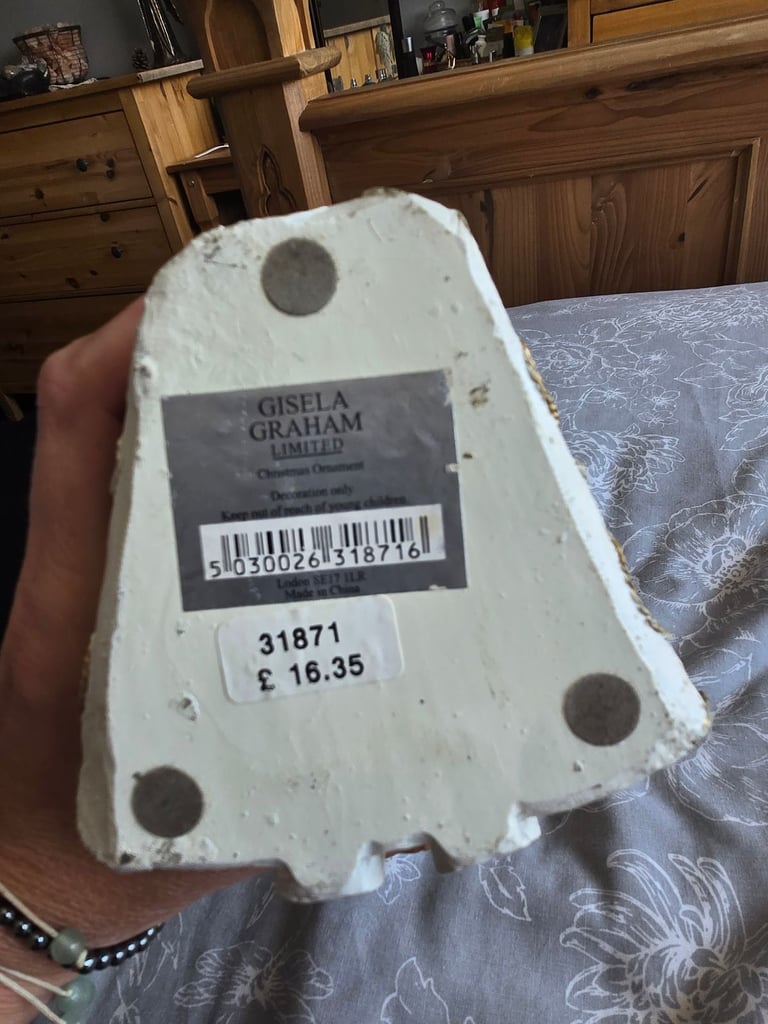 GISELA
GRAHAM
LIMITED
Christmas Ornament
Decoration only
Keep out of reach of young children.
5 030026 318716
Lodon SE17 1LR
Made in China
31871
£ 16.35